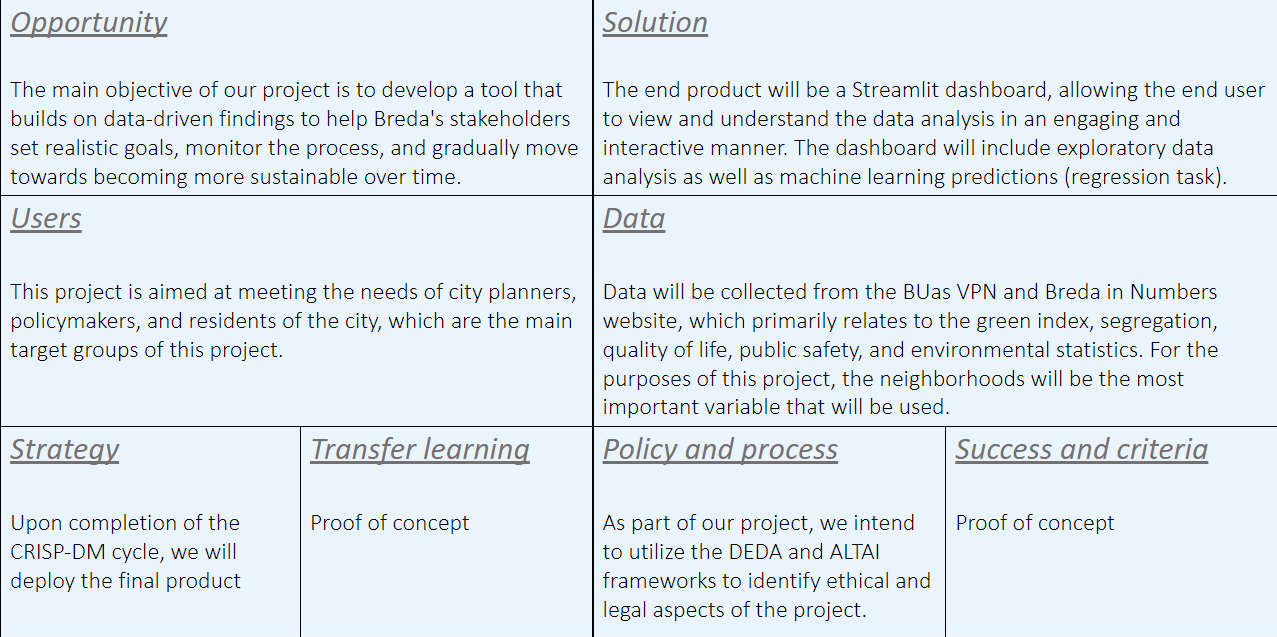 Opportunity
The main objective of our project is to develop a tool that
builds on data-driven findings to help Breda's stakeholders
set realistic goals, monitor the process, and gradually move
towards becoming more sustainable over time.
Solution
The end product will be a Streamlit dashboard, allowing the end user
to view and understand the data analysis in an engaging and
interactive manner. The dashboard will include exploratory data
analysis as well as machine learning predictions (regression task).
Users
This project is aimed at meeting the needs of city planners,
policymakers, and residents of the city, which are the main
target groups of this project.
Data
Data will be collected from the BUas VPN and Breda in Numbers
website, which primarily relates to the green index, segregation,
quality of life, public safety, and environmental statistics. For the
purposes of this project, the neighborhoods will be the most
important variable that will be used.
Strategy
Upon completion of the
CRISP-DM cycle, we will
deploy the final product
Transfer learning
Proof of concept
Policy and process
As part of our project, we intend
to utilize the DEDA and ALTAI
frameworks to identify ethical and
legal aspects of the project.
Success and criteria
Proof of concept